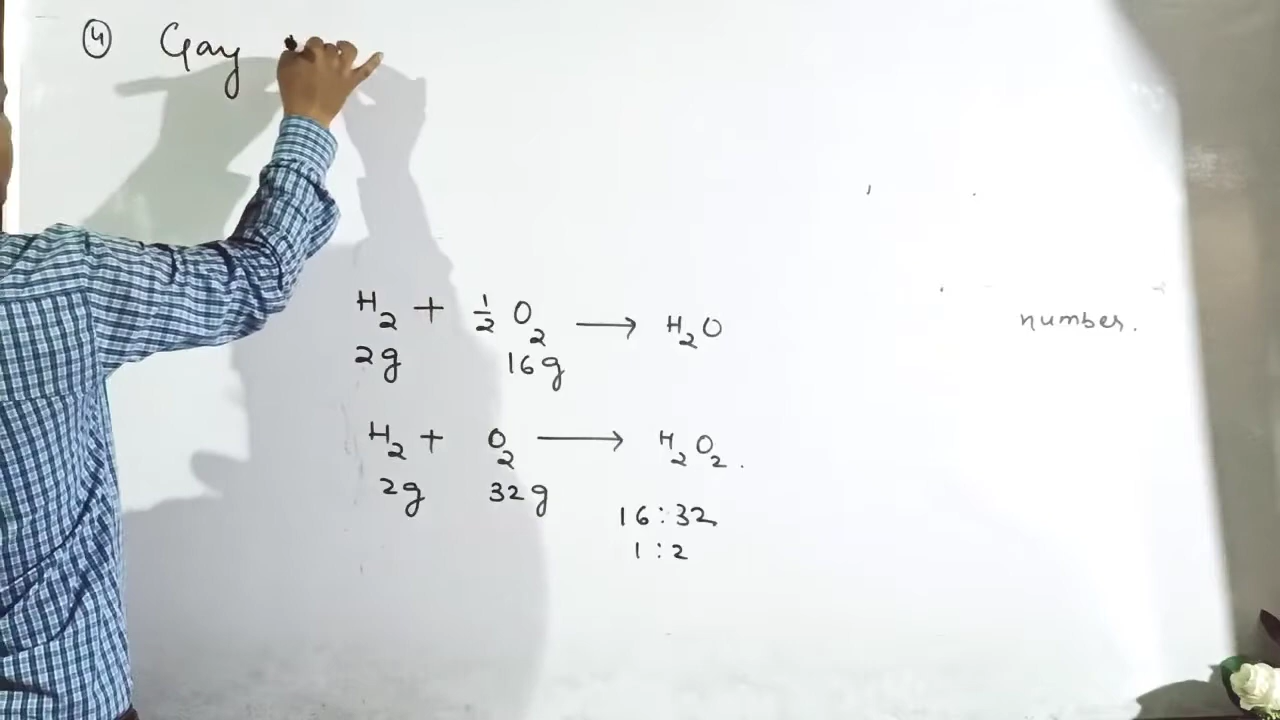 ④ Gay
H₂ + ½ O₂ → H₂O
2g 16g
number.
H₂ + O₂ → H₂O₂.
2g 32g
16:32
1:2